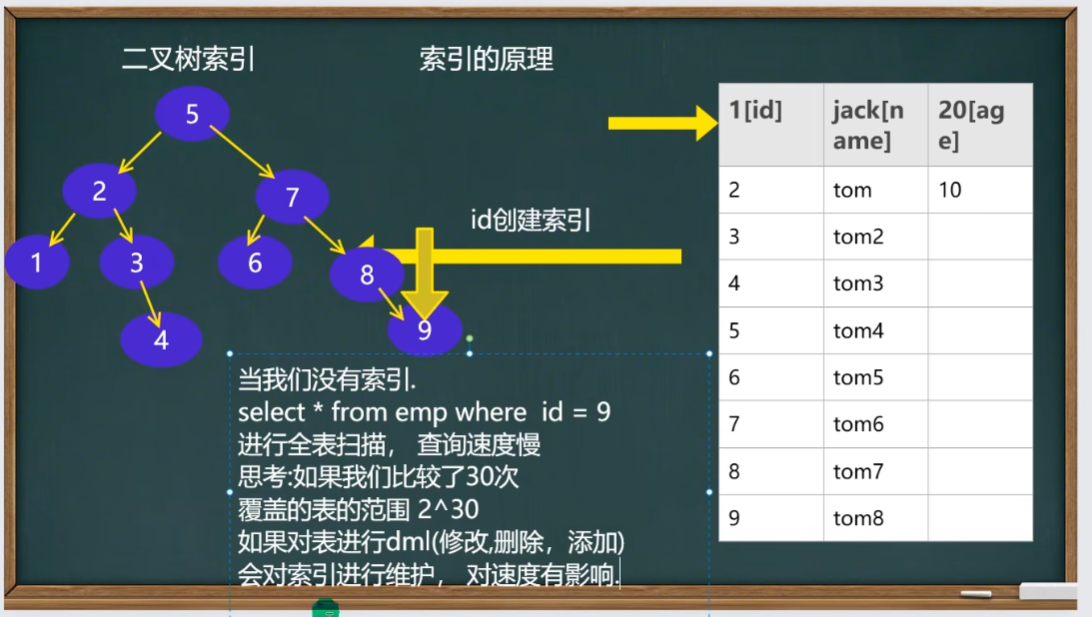 二叉树索引
索引的原理
5
2
7
1
3
6
8
4
9
id创建索引
当我们没有索引.
select * from emp where  id = 9
进行全表扫描， 查询速度慢
思考:如果我们比较了30次
覆盖的表的范围 2^30
如果对表进行dml(修改,删除，添加)
会对索引进行维护， 对速度有影响.
1[id] jack[n 20[ag
ame] e]
2 tom 10
3 tom2
4 tom3
5 tom4
6 tom5
7 tom6
8 tom7
9 tom8